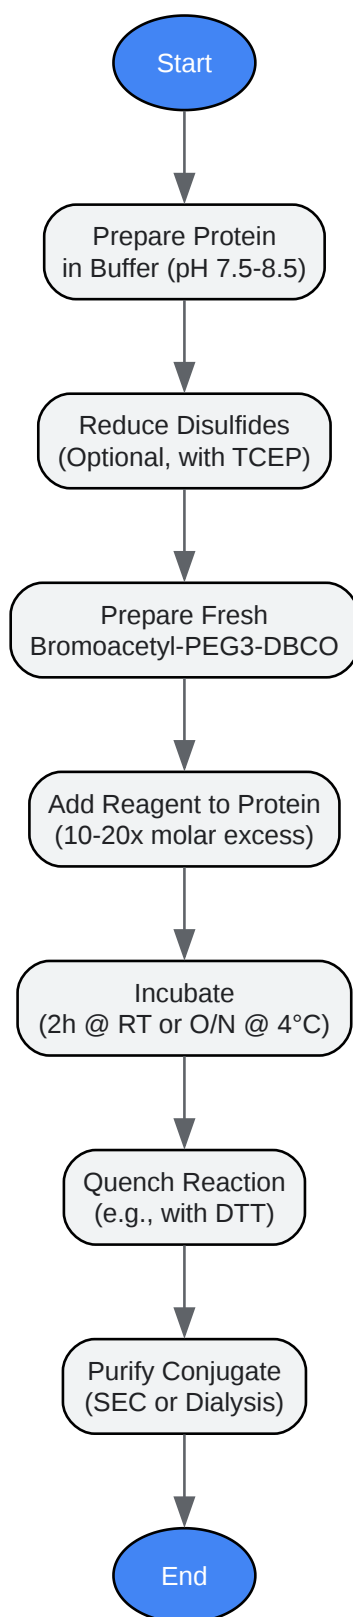 Start
Prepare Protein
in Buffer (pH 7.5-8.5)
Reduce Disulfides
(Optional, with TCEP)
Prepare Fresh
Bromoacetyl-PEG3-DBCO
Add Reagent to Protein
(10-20x molar excess)
Incubate
(2h @ RT or O/N @ 4°C)
Quench Reaction
(e.g., with DTT)
Purify Conjugate
(SEC or Dialysis)
End